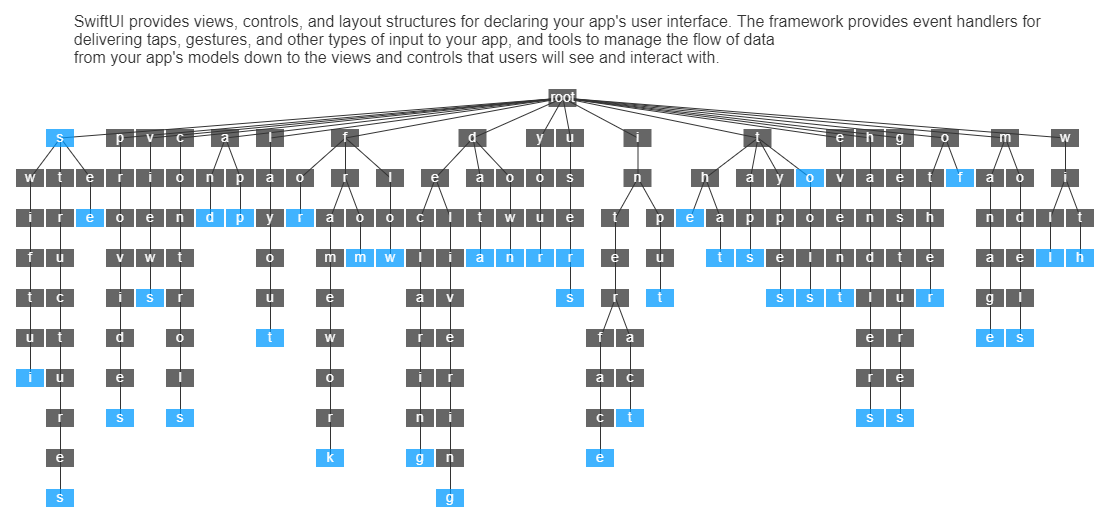 SwiftUI provides views, controls, and layout structures for declaring your app's user interface. The framework provides event handlers for
delivering taps, gestures, and other types of input to your app, and tools to manage the flow of data
from your app's models down to the views and controls that users will see and interact with.
root
s p v c a l f d y u i t e h g o m w
w t e r i o n p a o r l e a o o s n h a y o v a e t f a o i
i r e o e n d p y r a o o c l t w u e t p e a p p o e n s h n d l t
f u v w t o m m w l i a n r r e u t s e l n d t e a e l h
t c i s r u e a v s r t s s t l u r g l
u t d o t w r e f a e r e s
i u e l o i r a c r e
r s s r n i c t s s
e k g n e
s g